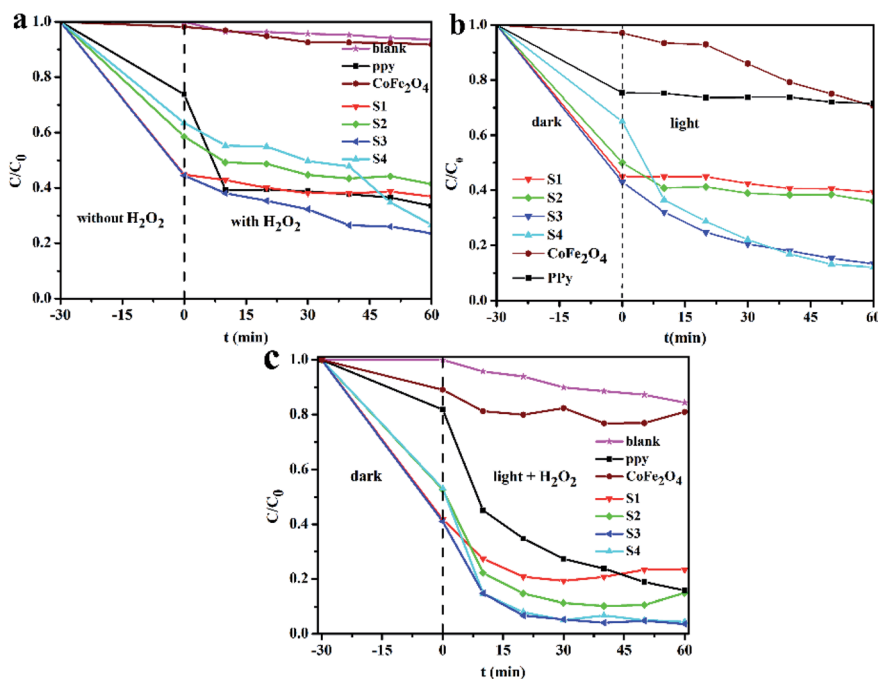 a
1.0
0.8
0.6
0.4
0.2
0.0
C/C0
blank
ppy
CoFe2O4
S1
S2
S3
S4
without H2O2
with H2O2
-30
-15
0
15
30
45
60
t (min)
b
1.0
0.8
0.6
0.4
0.2
0.0
C/C0
dark
light
S1
S2
S3
S4
CoFe2O4
PPy
-30
-15
0
15
30
45
60
t(min)
c
1.0
0.8
0.6
0.4
0.2
0.0
C/C0
dark
light + H2O2
blank
ppy
CoFe2O4
S1
S2
S3
S4
-30
-15
0
15
30
45
60
t (min)